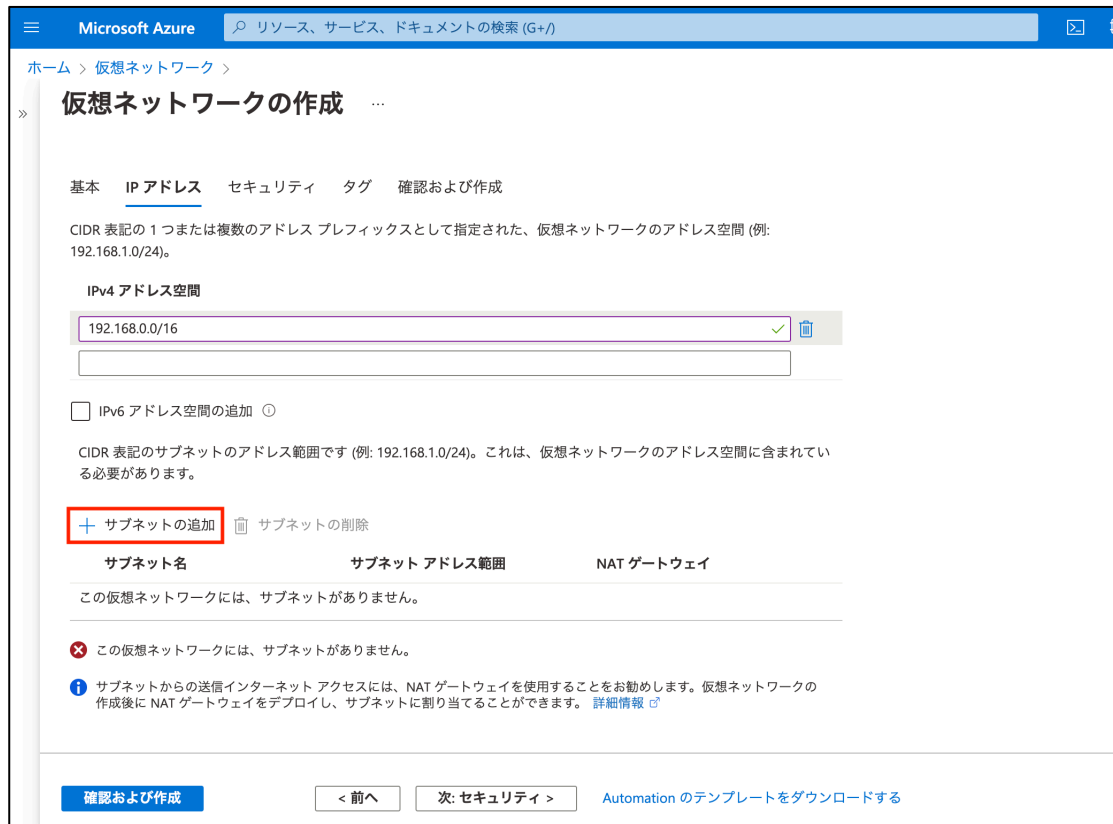 Microsoft Azure
リソース、サービス、ドキュメントの検索 (G+/)
ホーム > 仮想ネットワーク >
仮想ネットワークの作成 …
基本 IP アドレス セキュリティ タグ 確認および作成
CIDR 表記の 1 つまたは複数のアドレス プレフィックスとして指定された、仮想ネットワークのアドレス空間 (例:
192.168.1.0/24)。
IPv4 アドレス空間
192.168.0.0/16
IPv6 アドレス空間の追加
CIDR 表記のサブネットのアドレス範囲です (例: 192.168.1.0/24)。これは、仮想ネットワークのアドレス空間に含まれてい
る必要があります。
サブネットの追加 サブネットの削除
サブネット名 サブネット アドレス範囲 NAT ゲートウェイ
この仮想ネットワークには、サブネットがありません。
この仮想ネットワークには、サブネットがありません。
サブネットからの送信インターネット アクセスには、NAT ゲートウェイを使用することをお勧めします。仮想ネットワークの
作成後に NAT ゲートウェイをデプロイし、サブネットに割り当てることができます。 詳細情報
確認および作成 < 前へ 次: セキュリティ > Automation のテンプレートをダウンロードする